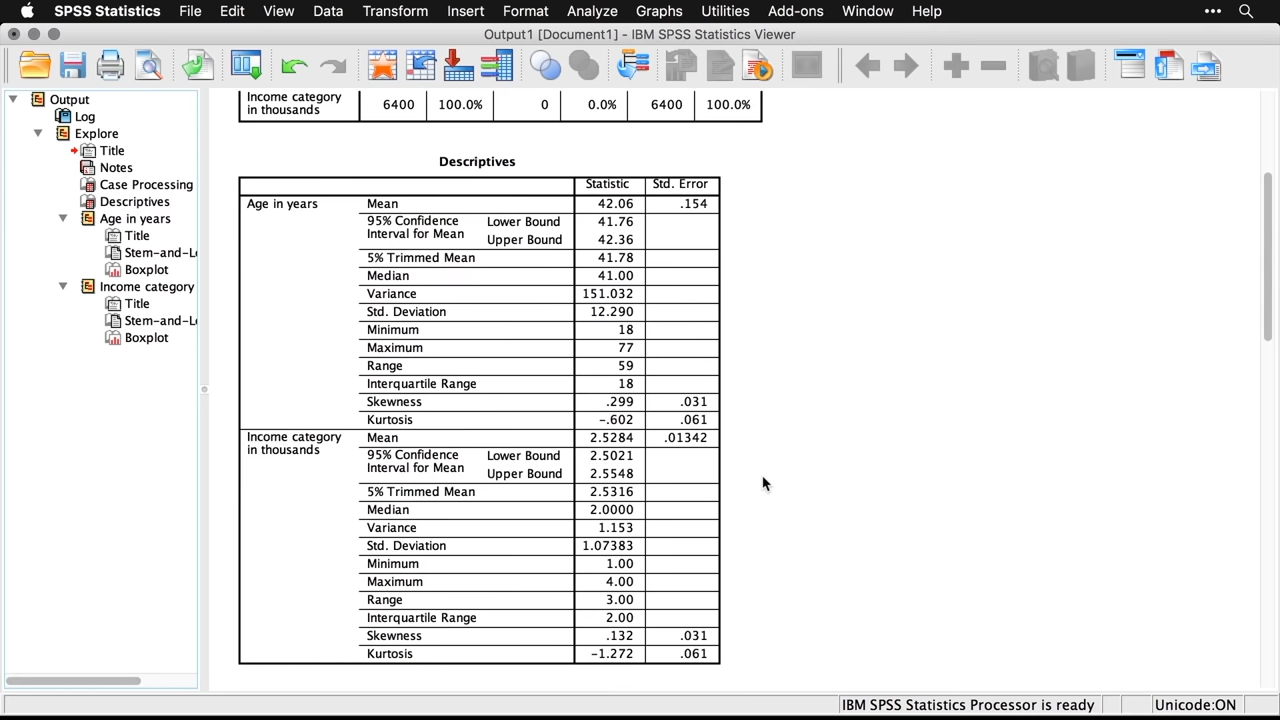 SPSS Statistics File Edit View Data Transform Insert Format Analyze Graphs Utilities Add-ons Window Help
Output1 [Document1] - IBM SPSS Statistics Viewer
Output
Log
Explore
Title
Notes
Case Processing
Descriptives
Age in years
Title
Stem-and-Le
Boxplot
Income category
Title
Stem-and-Le
Boxplot
Income category in thousands 6400 100.0% 0 0.0% 6400 100.0%
Descriptives
Statistic Std. Error
Age in years Mean 42.06 .154
95% Confidence Interval for Mean Lower Bound 41.76
Upper Bound 42.36
5% Trimmed Mean 41.78
Median 41.00
Variance 151.032
Std. Deviation 12.290
Minimum 18
Maximum 77
Range 59
Interquartile Range 18
Skewness .299 .031
Kurtosis -.602 .061
Income category in thousands Mean 2.5284 .01342
95% Confidence Interval for Mean Lower Bound 2.5021
Upper Bound 2.5548
5% Trimmed Mean 2.5316
Median 2.0000
Variance 1.153
Std. Deviation 1.07383
Minimum 1.00
Maximum 4.00
Range 3.00
Interquartile Range 2.00
Skewness .132 .031
Kurtosis -1.272 .061
IBM SPSS Statistics Processor is ready Unicode:ON